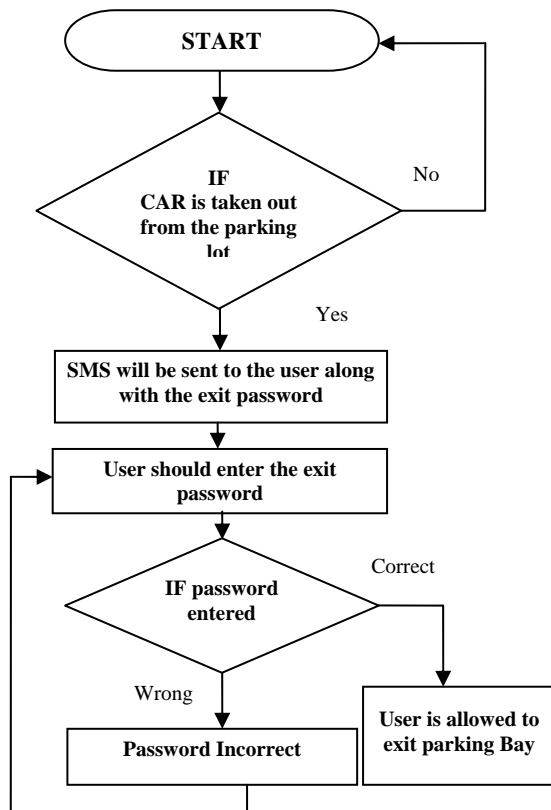 START
IF
CAR is taken out
from the parking
lot
No
Yes
SMS will be sent to the user along
with the exit password
User should enter the exit
password
IF password
entered
Correct
Wrong
Password Incorrect
User is allowed to
exit parking Bay